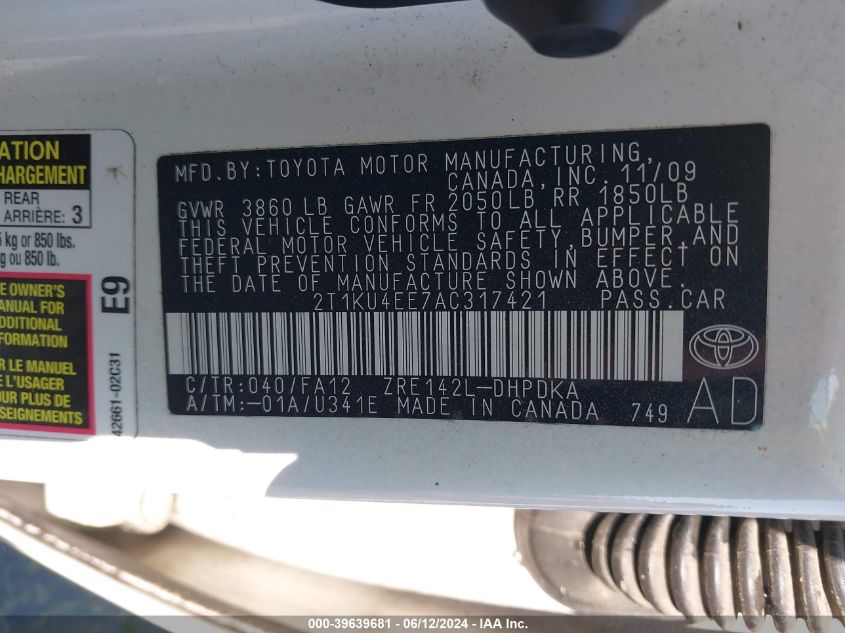 ATION
HARGEMENT
REAR
ARRIÈRE: 3
kg or 850 lbs.
g ou 850 lb.
E OWNER'S
MANUAL FOR
ADDITIONAL
FORMATION
R LE MANUEL
E L'USAGER
OUR PLUS DE
E9
42661-02C31
MFD.BY:TOYOTA MOTOR MANUFACTURING,
CANADA, INC. 11/09
GVWR 3860 LB GAWR FR 2050LB RR 1850LB
THIS VEHICLE CONFORMS TO ALL APPLICABLE
FEDERAL MOTOR VEHICLE SAFETY,BUMPER,AND
THEFT PREVENTION STANDARDS IN EFFECT ON
THE DATE OF MANUFACTURE SHOWN ABOVE.
2T1KU4EE7AC317421 PASS.CAR
C/TR:040/FA12 ZRE142L-DHPDKA
A/TM:-01A/U341E MADE IN CANADA 749
AD
000-39639681 - 06/12/2024 - IAA Inc.